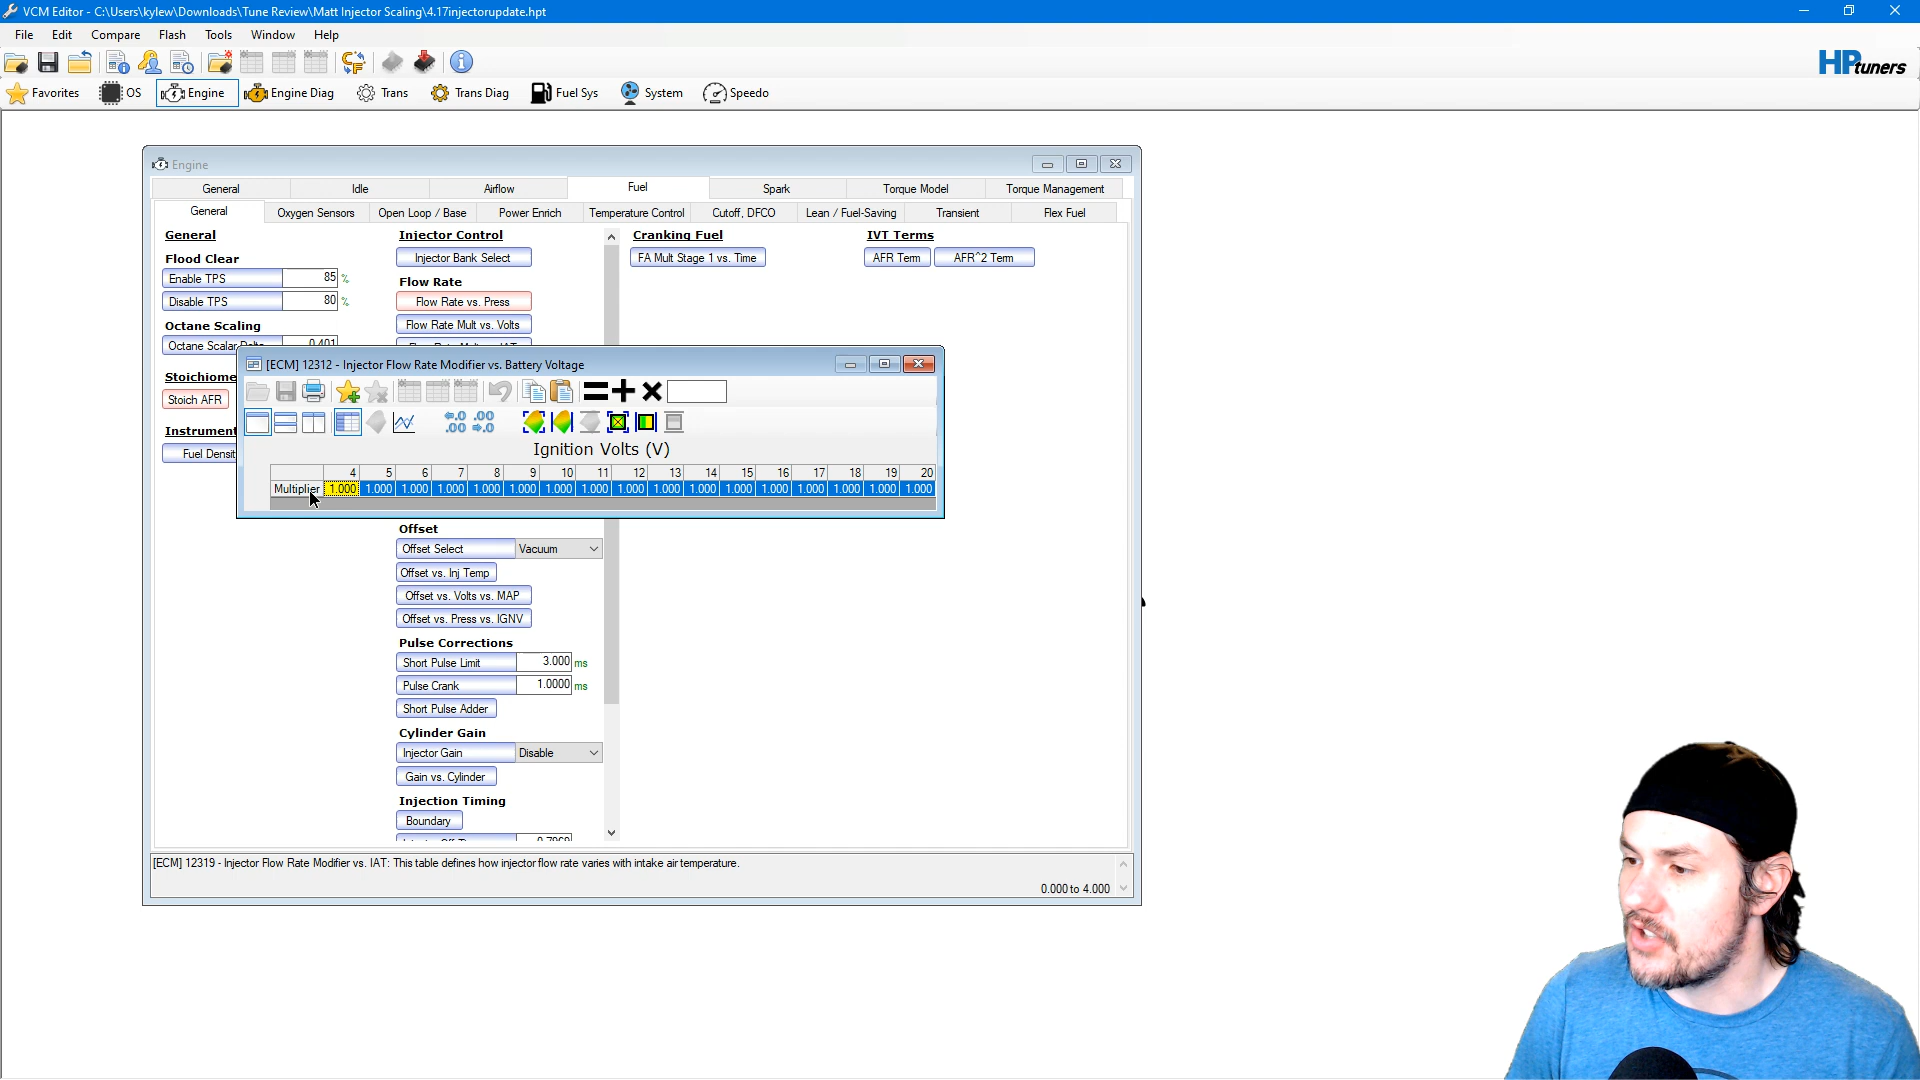 VCM Editor - C:\Users\kylew\Downloads\Tune Review\Matt Injector Scaling\4.17injectorupdate.hpt
File Edit Compare Flash Tools Window Help
HPtuners
Favorites OS Engine Engine Diag Trans Trans Diag Fuel Sys System Speedo
Engine
General Idle Airflow Fuel Spark Torque Model Torque Management
General Oxygen Sensors Open Loop / Base Power Enrich Temperature Control Cutoff, DFCO Lean / Fuel-Saving Transient Flex Fuel
General Injector Control Cranking Fuel IVT Terms
Injector Bank Select FA Mult Stage 1 vs. Time AFR Term AFR^2 Term
Flood Clear
Enable TPS 85 %
Flow Rate
Disable TPS 80 % Flow Rate vs. Press
Octane Scaling Flow Rate Mult vs. Volts
Octane Scalar 0.401
[ECM] 12312 - Injector Flow Rate Modifier vs. Battery Voltage
Stoichiome
Stoich AFR
Instrument
Fuel Densit
Ignition Volts (V)
4 5 6 7 8 9 10 11 12 13 14 15 16 17 18 19 20
Multiplier 1.000 1.000 1.000 1.000 1.000 1.000 1.000 1.000 1.000 1.000 1.000 1.000 1.000 1.000 1.000 1.000 1.000
Offset
Offset Select Vacuum
Offset vs. Inj Temp
Offset vs. Volts vs. MAP
Offset vs. Press vs. IGNV
Pulse Corrections
Short Pulse Limit 3.000 ms
Pulse Crank 1.0000 ms
Short Pulse Adder
Cylinder Gain
Injector Gain Disable
Gain vs. Cylinder
Injection Timing
Boundary
[ECM] 12319 - Injector Flow Rate Modifier vs. IAT: This table defines how injector flow rate varies with intake air temperature.
0.000 to 4.000